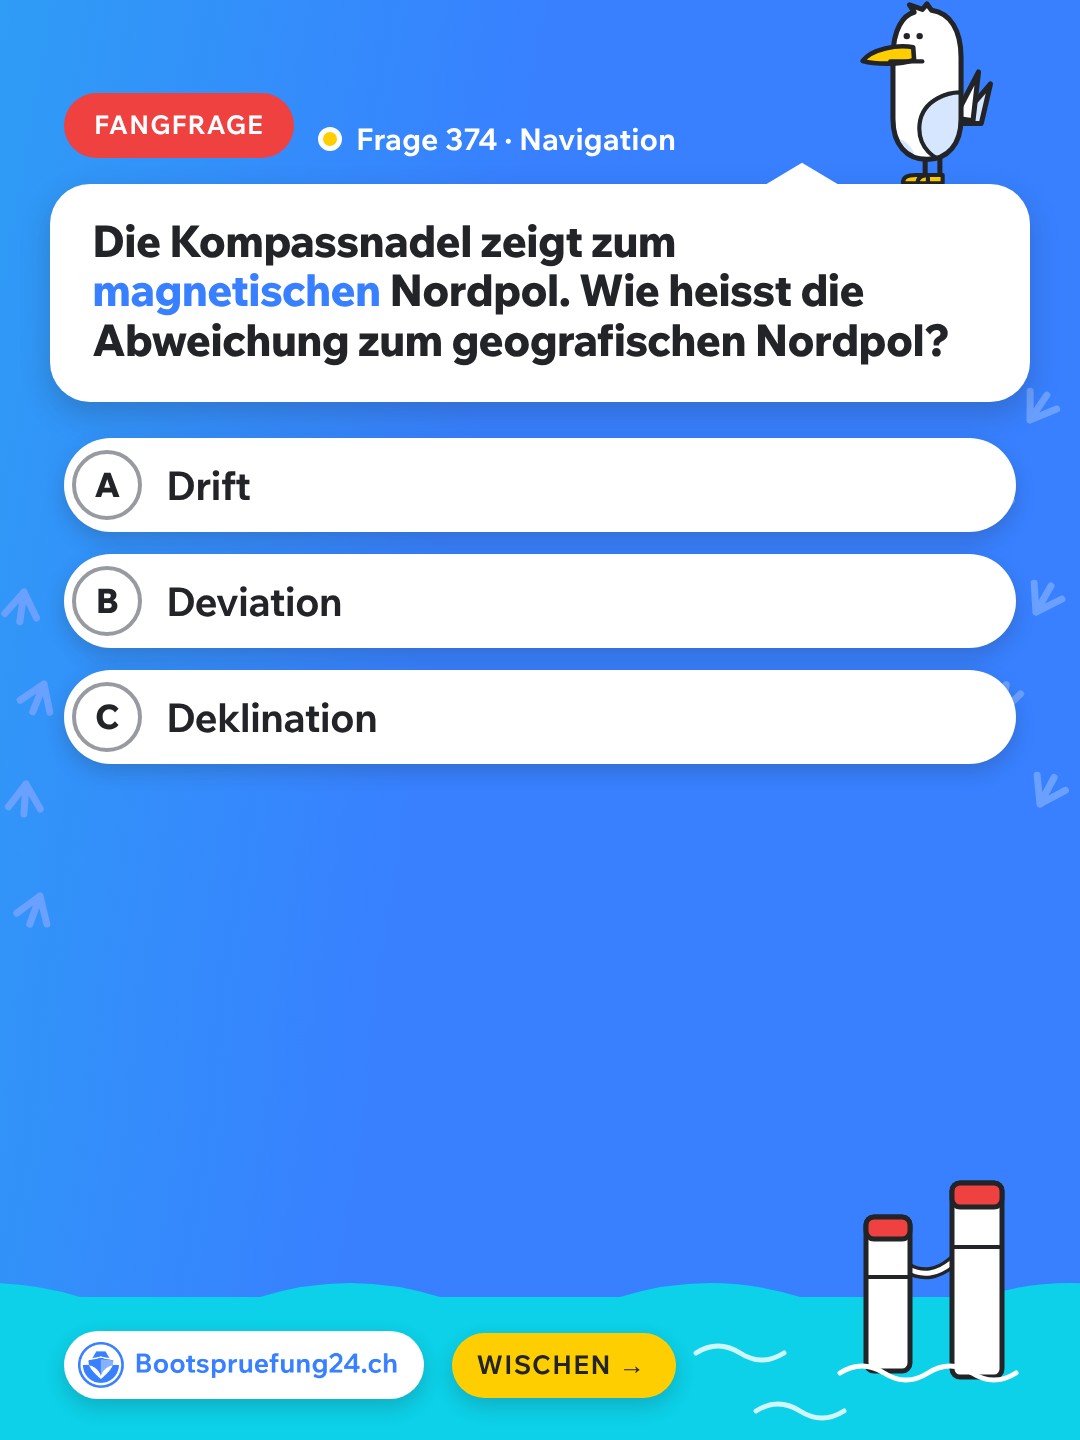 FANGFRAGE
Frage 374 · Navigation
Die Kompassnadel zeigt zum
magnetischen Nordpol. Wie heisst die
Abweichung zum geografischen Nordpol?
A Drift
B Deviation
C Deklination
Bootspruefung24.ch
WISCHEN →